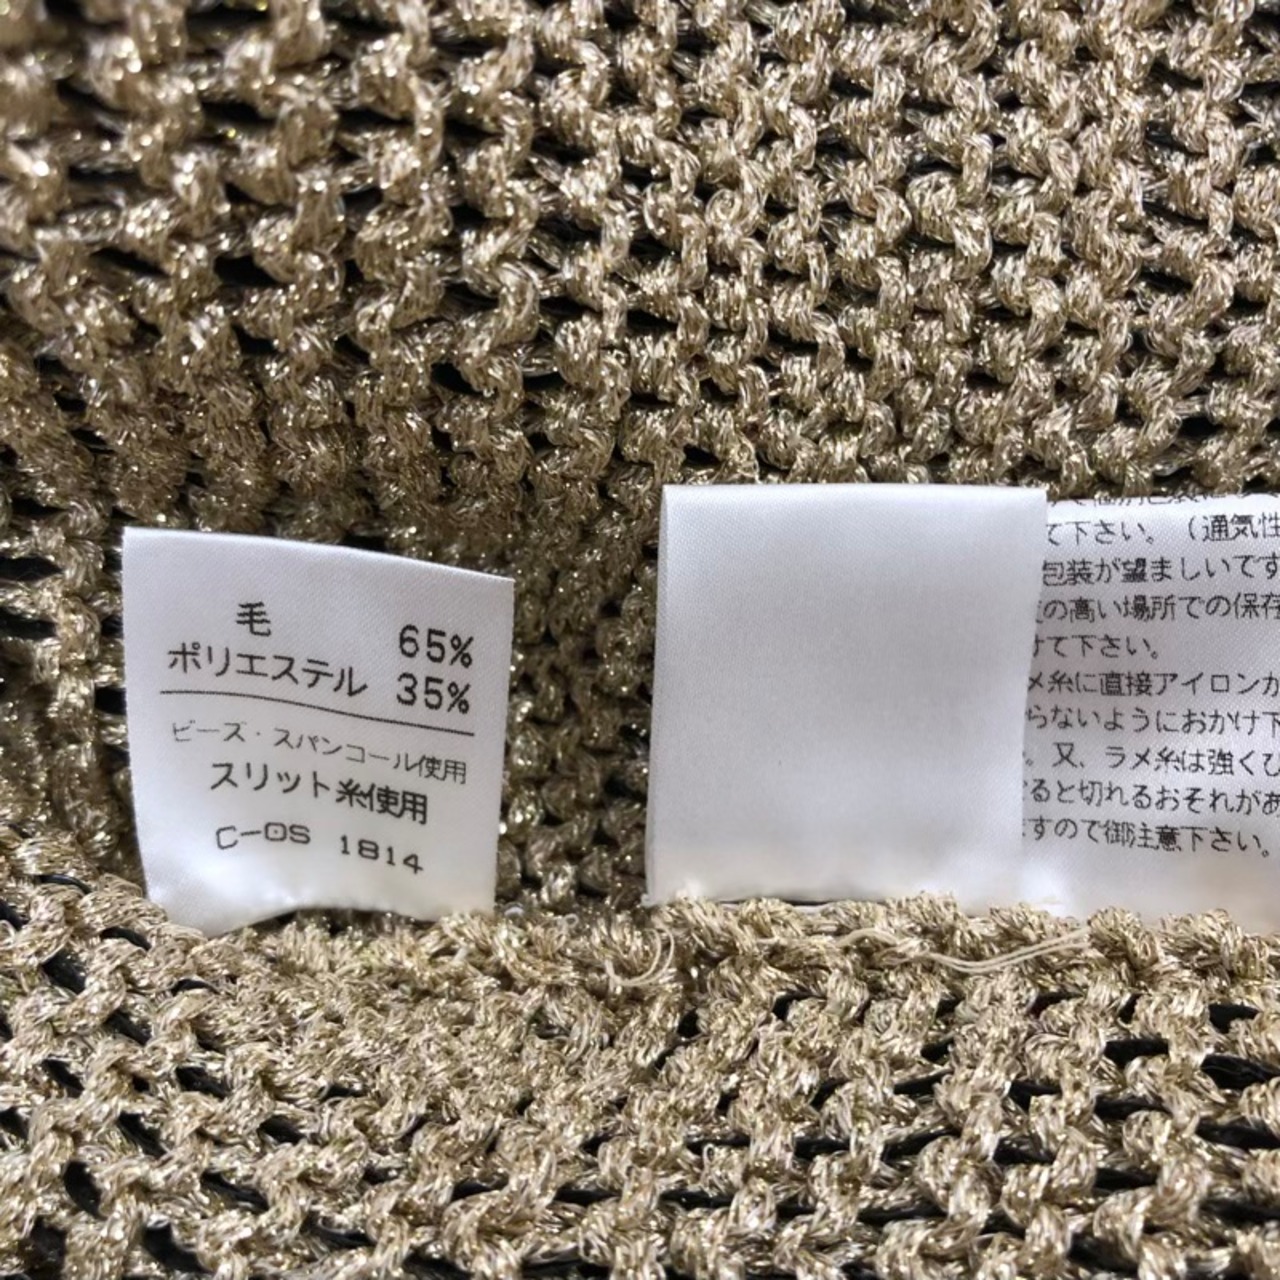 毛 65%
ポリエステル 35%
ビーズ・スパンコール使用
スリット糸使用
C-OS 1814
て下さい。（通気性
包装が望ましいです
の高い場所での保存
けて下さい。
メ糸に直接アイロンが
らないようにおかけ下
。又、ラメ糸は強くひ
ると切れるおそれがあ
すので御注意下さい。